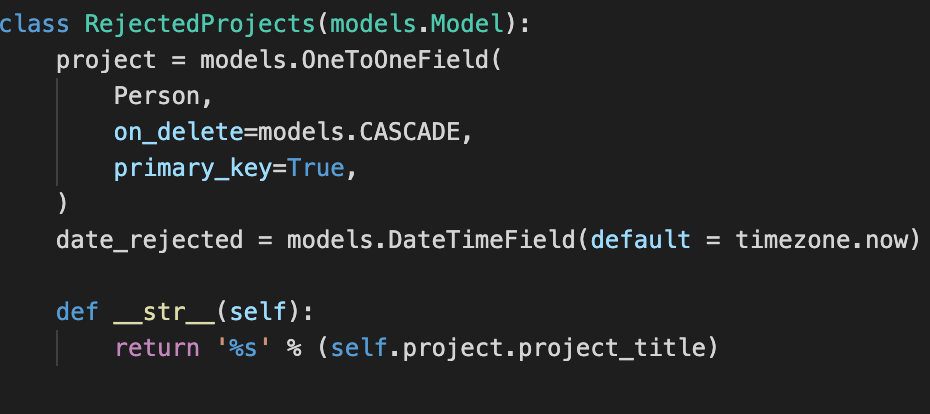 class RejectedProjects(models.Model):
    project = models.OneToOneField(
        Person,
        on_delete=models.CASCADE,
        primary_key=True,
    )
    date_rejected = models.DateTimeField(default = timezone.now)

    def __str__(self):
        return '%s' % (self.project.project_title)